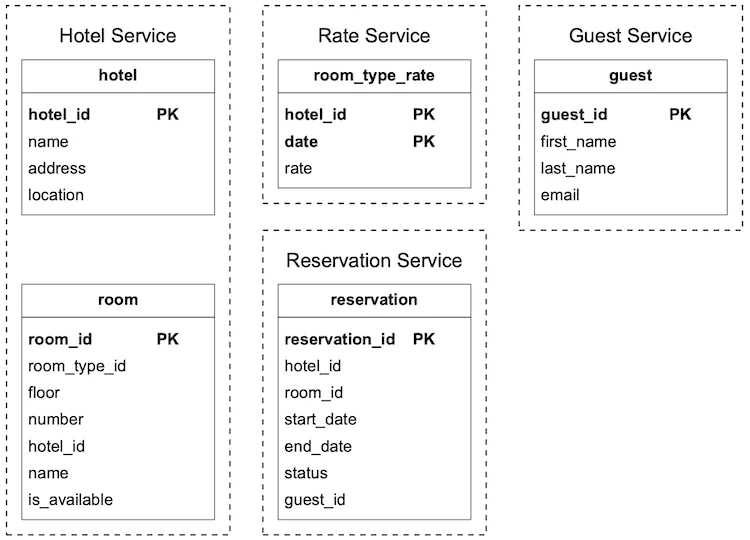 Hotel Service
hotel
hotel_id PK
name
address
location
room
room_id PK
room_type_id
floor
number
hotel_id
name
is_available
Rate Service
room_type_rate
hotel_id PK
date PK
rate
Reservation Service
reservation
reservation_id PK
hotel_id
room_id
start_date
end_date
status
guest_id
Guest Service
guest
guest_id PK
first_name
last_name
email